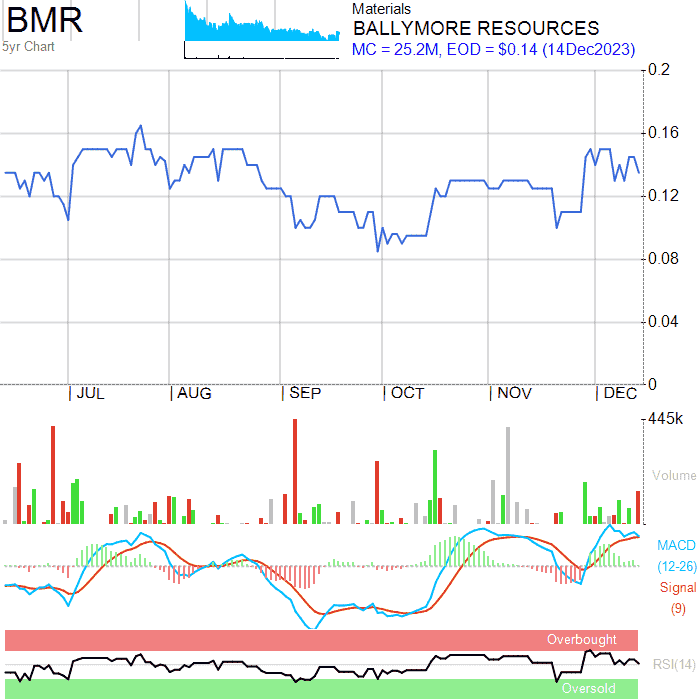 BMR
5yr Chart
Materials
BALLYMORE RESOURCES
MC = 25.2M, EOD = $0.14 (14Dec2023)
0.2
0.16
0.12
0.08
0.04
0
JUL AUG SEP OCT NOV DEC
445k
Volume
MACD
(12-26)
Signal
(9)
Overbought
RSI(14)
Oversold